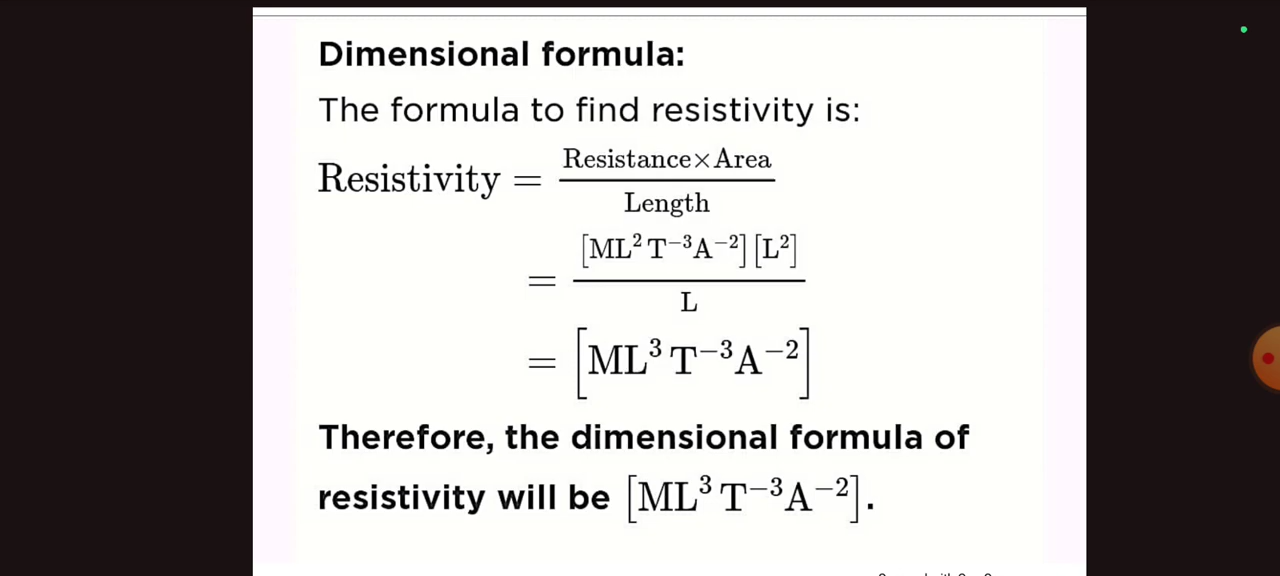 Dimensional formula:
The formula to find resistivity is:
Resistivity = Resistance×Area / Length
= [ML²T⁻³A⁻²][L²] / L
= [ML³T⁻³A⁻²]
Therefore, the dimensional formula of
resistivity will be [ML³T⁻³A⁻²].